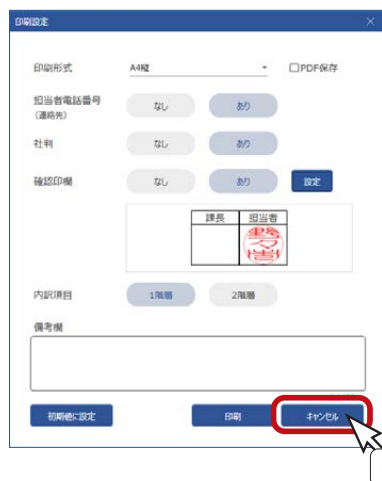 印刷設定
印刷形式 A4縦 PDF保存
担当者電話番号 なし あり
(連絡先)
社判 なし あり
確認印欄 なし あり 設定
課長 担当者
内訳項目 1階層 2階層
備考欄
初期値に設定 印刷 キャンセル